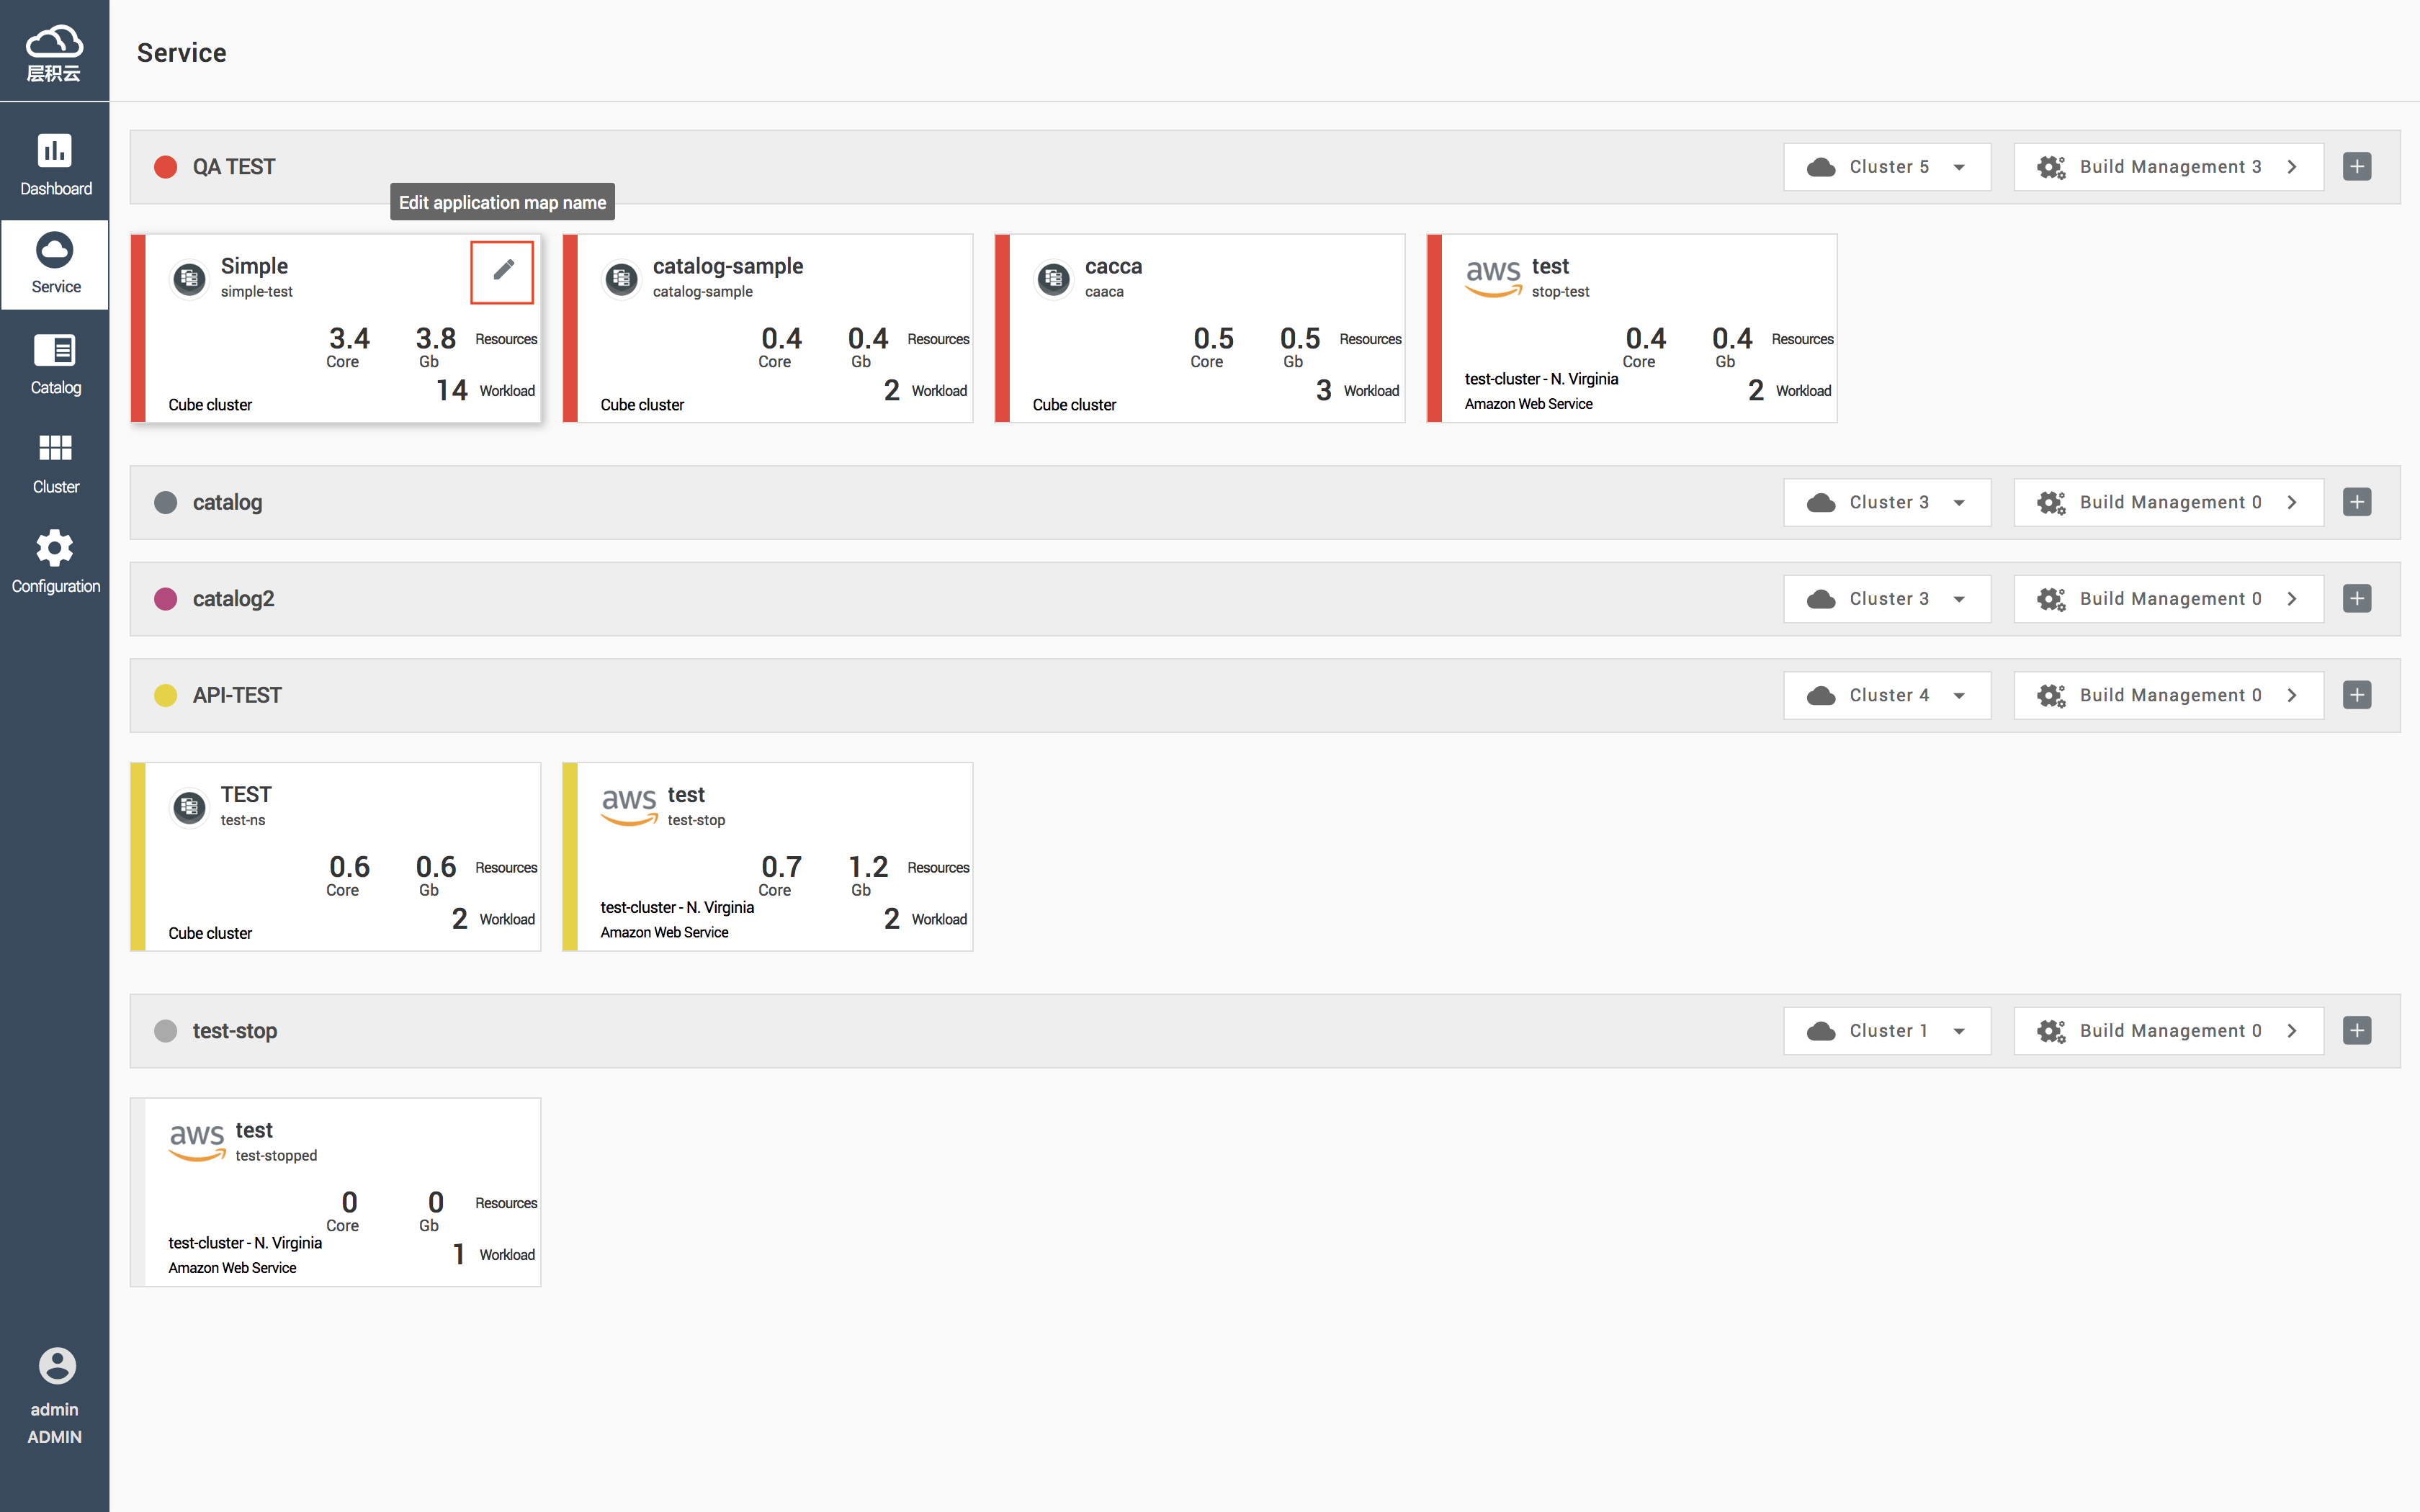 层积云
Service
Dashboard
Service
Catalog
Cluster
Configuration
admin
ADMIN
QA TEST
Cluster 5
Build Management 3
Edit application map name
Simple
simple-test
3.4 3.8 Resources
Core Gb
14 Workload
Cube cluster
catalog-sample
catalog-sample
0.4 0.4 Resources
Core Gb
2 Workload
Cube cluster
cacca
caaca
0.5 0.5 Resources
Core Gb
3 Workload
Cube cluster
aws test
stop-test
0.4 0.4 Resources
Core Gb
test-cluster - N. Virginia
2 Workload
Amazon Web Service
catalog
Cluster 3
Build Management 0
catalog2
Cluster 3
Build Management 0
API-TEST
Cluster 4
Build Management 0
TEST
test-ns
0.6 0.6 Resources
Core Gb
2 Workload
Cube cluster
aws test
test-stop
0.7 1.2 Resources
Core Gb
test-cluster - N. Virginia
2 Workload
Amazon Web Service
test-stop
Cluster 1
Build Management 0
aws test
test-stopped
0 0 Resources
Core Gb
test-cluster - N. Virginia
1 Workload
Amazon Web Service